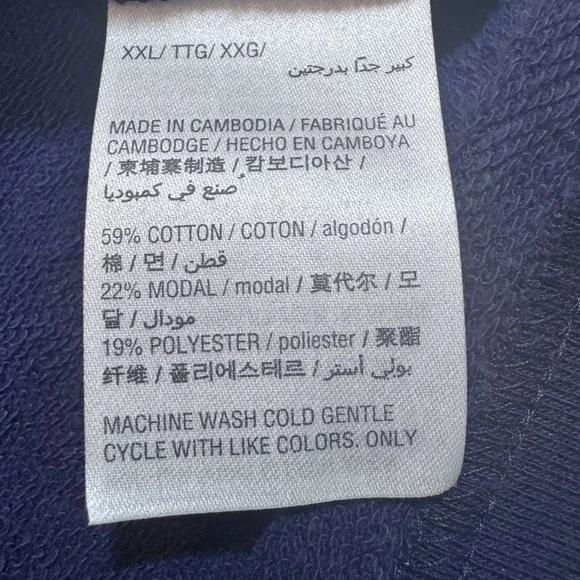 XXL/ TTG/ XXG/
كبير جدًا بدرجتين
MADE IN CAMBODIA / FABRIQUÉ AU
CAMBODGE / HECHO EN CAMBOYA
/ 柬埔寨制造 / 캄보디아산 /
صُنع في كمبوديا
59% COTTON / COTON / algodón /
棉 / 면 / قطن /
22% MODAL / modal / 莫代尔 / 모
달 / مودال /
19% POLYESTER / poliester / 聚酯
纤维 / 폴리에스테르 / بولي أستر /
MACHINE WASH COLD GENTLE
CYCLE WITH LIKE COLORS. ONLY